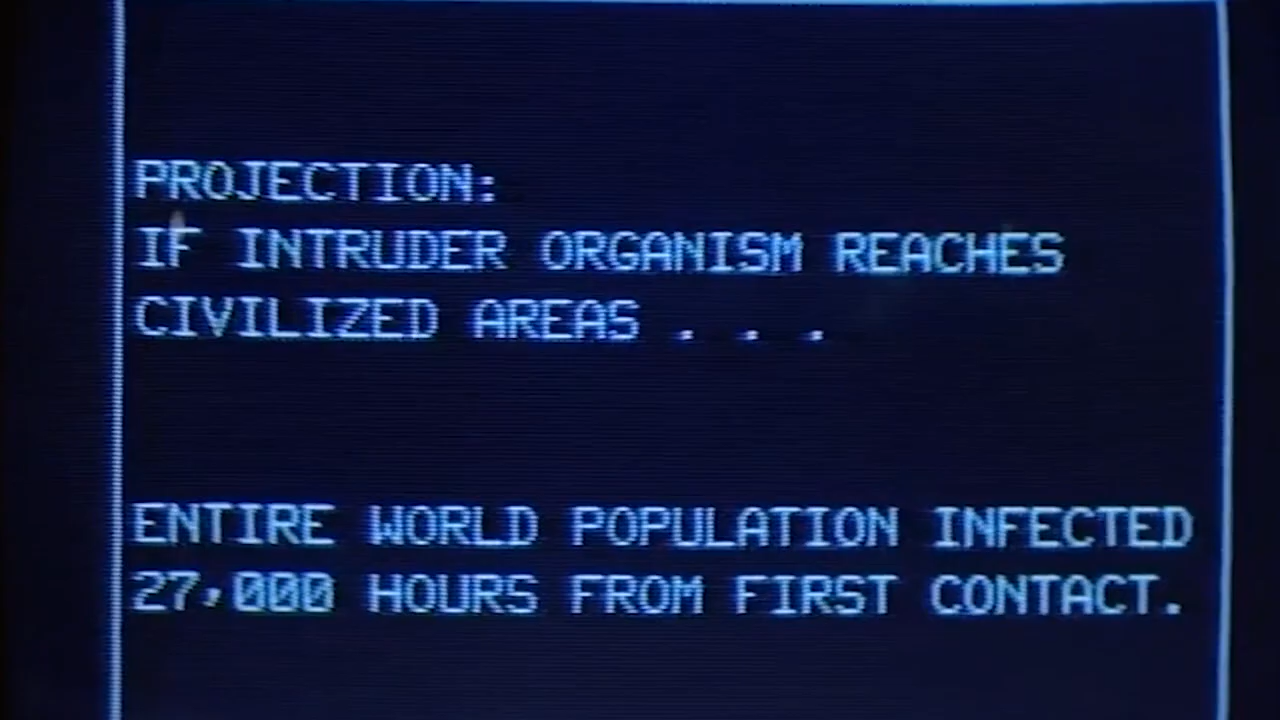 PROJECTION:
IF INTRUDER ORGANISM REACHES
CIVILIZED AREAS . . .
ENTIRE WORLD POPULATION INFECTED
27,000 HOURS FROM FIRST CONTACT.